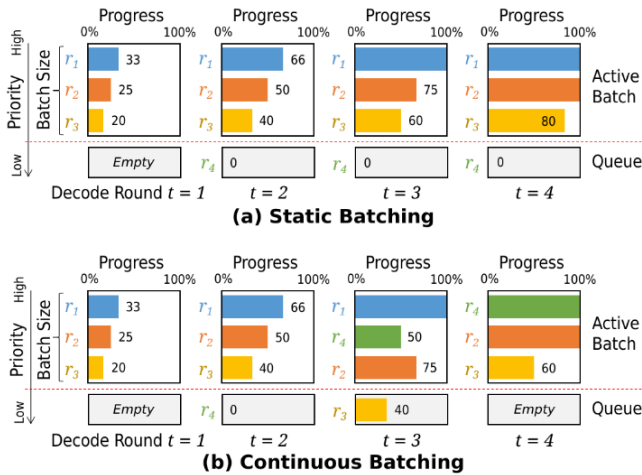 Progress Progress Progress Progress
0% 100% 0% 100% 0% 100% 0% 100%
High
Priority
Low
Batch Size
r1 33 r1 66 r1 r1
r2 25 r2 50 r2 75 r2
r3 20 r3 40 r3 60 r3 80
Active
Batch
Empty r4 0 r4 0 r4 0 Queue
Decode Round t = 1 t = 2 t = 3 t = 4
(a) Static Batching
Progress Progress Progress Progress
0% 100% 0% 100% 0% 100% 0% 100%
High
Priority
Low
Batch Size
r1 33 r1 66 r1 r4
r2 25 r2 50 r4 50 r2
r3 20 r3 40 r2 75 r3 60
Active
Batch
Empty r4 0 r3 40 Empty Queue
Decode Round t = 1 t = 2 t = 3 t = 4
(b) Continuous Batching